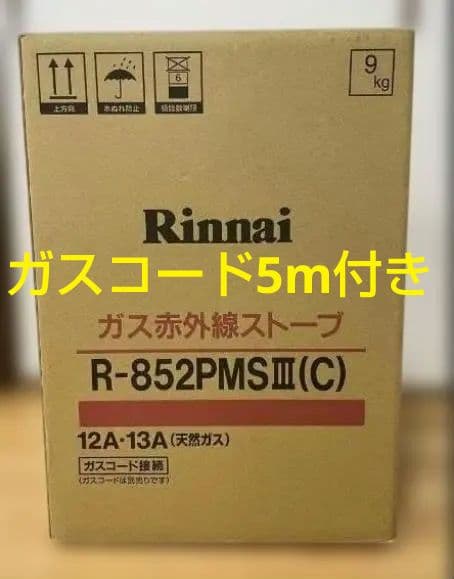 6
9
kg
上方向
水ぬれ防止
積段数制限
Rinnai
ガスコード5m付き
ガス赤外線ストーブ
R-852PMSⅢ(C)
12A・13A(天然ガス)
ガスコード接続
(ガスコードは別売りです)